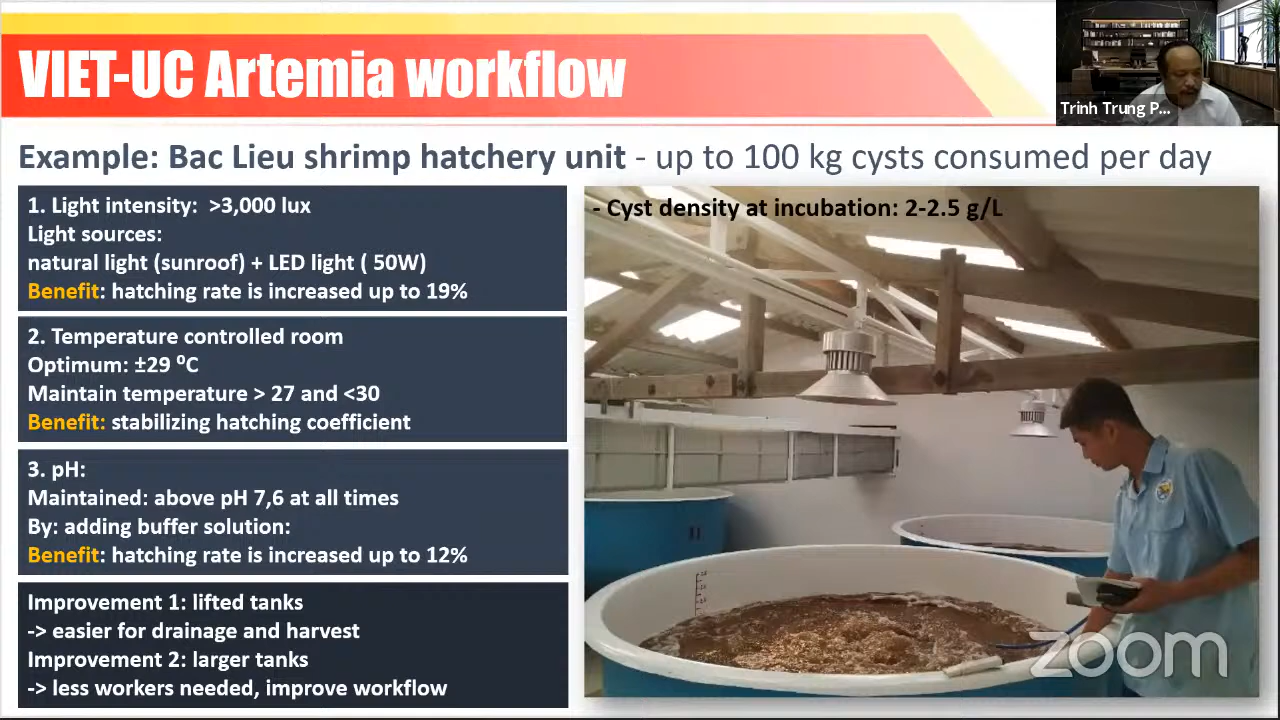 VIET-UC Artemia workflow
Trinh Trung P...
Example: Bac Lieu shrimp hatchery unit - up to 100 kg cysts consumed per day
1. Light intensity: >3,000 lux
Light sources:
natural light (sunroof) + LED light ( 50W)
Benefit: hatching rate is increased up to 19%
2. Temperature controlled room
Optimum: ±29 ⁰C
Maintain temperature > 27 and <30
Benefit: stabilizing hatching coefficient
3. pH:
Maintained: above pH 7,6 at all times
By: adding buffer solution:
Benefit: hatching rate is increased up to 12%
Improvement 1: lifted tanks
-> easier for drainage and harvest
Improvement 2: larger tanks
-> less workers needed, improve workflow
- Cyst density at incubation: 2-2.5 g/L
zoom